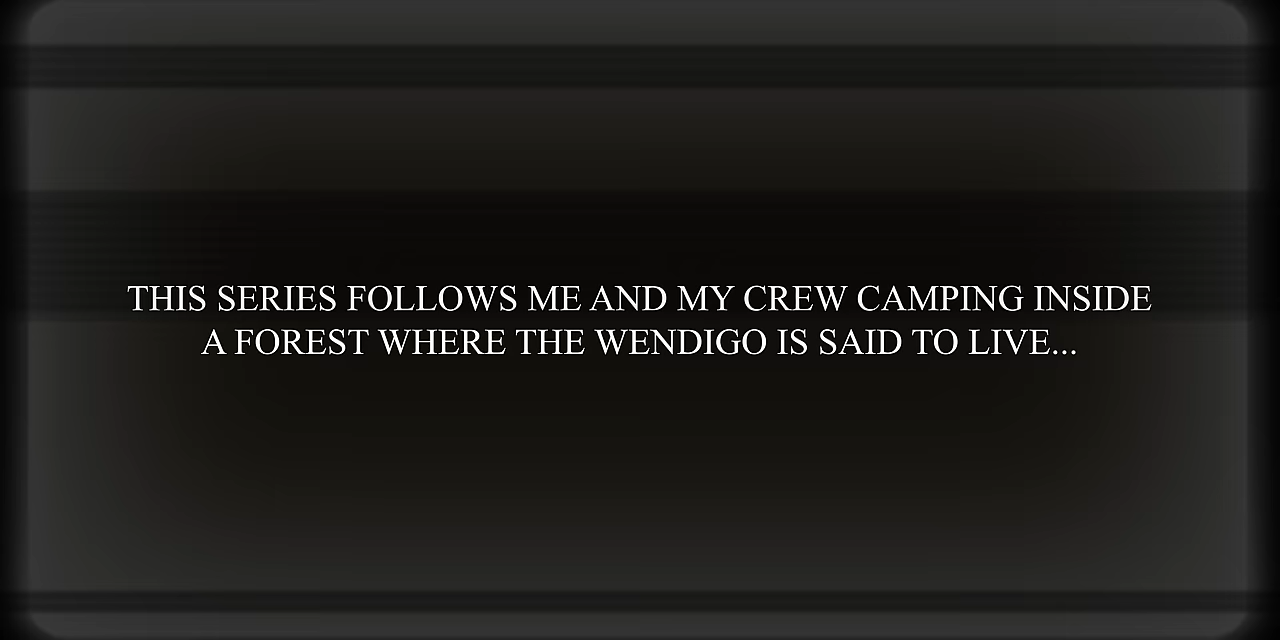 THIS SERIES FOLLOWS ME AND MY CREW CAMPING INSIDE
A FOREST WHERE THE WENDIGO IS SAID TO LIVE...